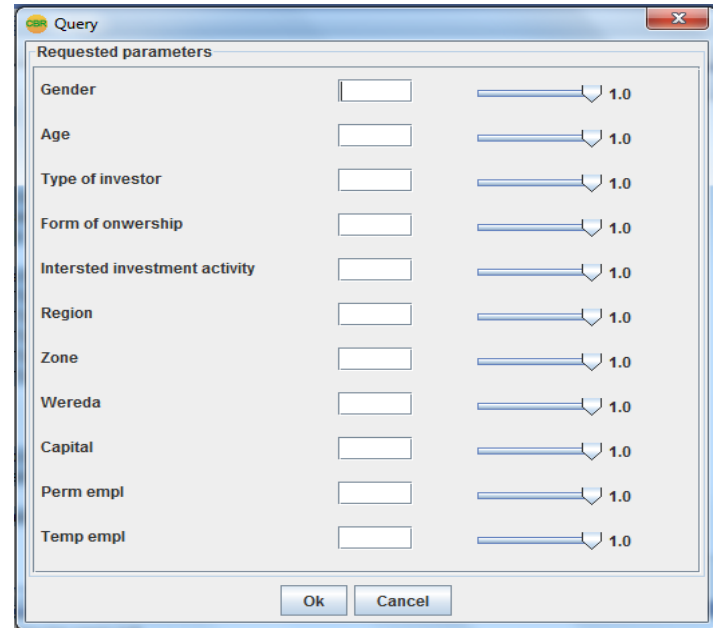 CBR Query
Requested parameters
Gender 1.0
Age 1.0
Type of investor 1.0
Form of onwership 1.0
Intersted investment activity 1.0
Region 1.0
Zone 1.0
Wereda 1.0
Capital 1.0
Perm empl 1.0
Temp empl 1.0
Ok Cancel